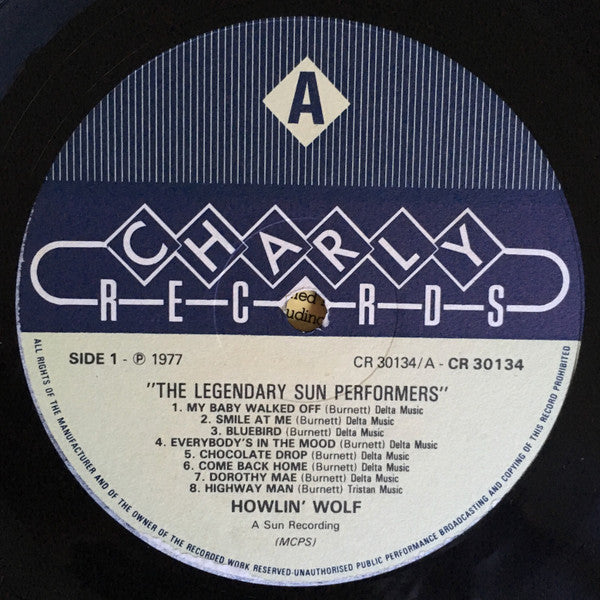 A
CHARLY
RECORDS
SIDE 1 - ℗ 1977
CR 30134/A - CR 30134
"THE LEGENDARY SUN PERFORMERS"
1. MY BABY WALKED OFF (Burnett) Delta Music
2. SMILE AT ME (Burnett) Delta Music
3. BLUEBIRD (Burnett) Delta Music
4. EVERYBODY'S IN THE MOOD (Burnett) Delta Music
5. CHOCOLATE DROP (Burnett) Delta Music
6. COME BACK HOME (Burnett) Delta Music
7. DOROTHY MAE (Burnett) Delta Music
8. HIGHWAY MAN (Burnett) Tristan Music
HOWLIN' WOLF
A Sun Recording
(MCPS)
ALL RIGHTS OF THE MANUFACTURER AND OF THE OWNER OF THE RECORDED WORK RESERVED-UNAUTHORISED PUBLIC PERFORMANCE BROADCASTING AND COPYING OF THIS RECORD PROHIBITED